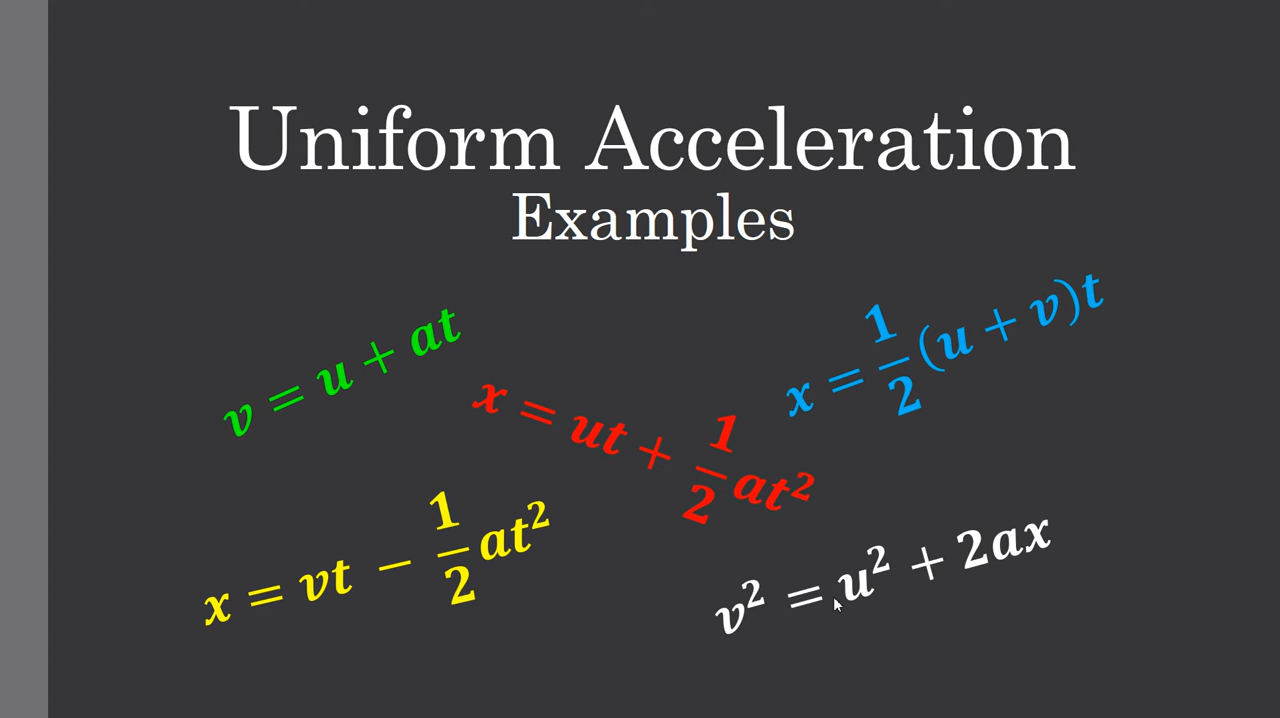 Uniform Acceleration
Examples
v = u + at
x = ut + 1/2 at²
x = 1/2 (u + v)t
x = vt − 1/2 at²
v² = u² + 2ax